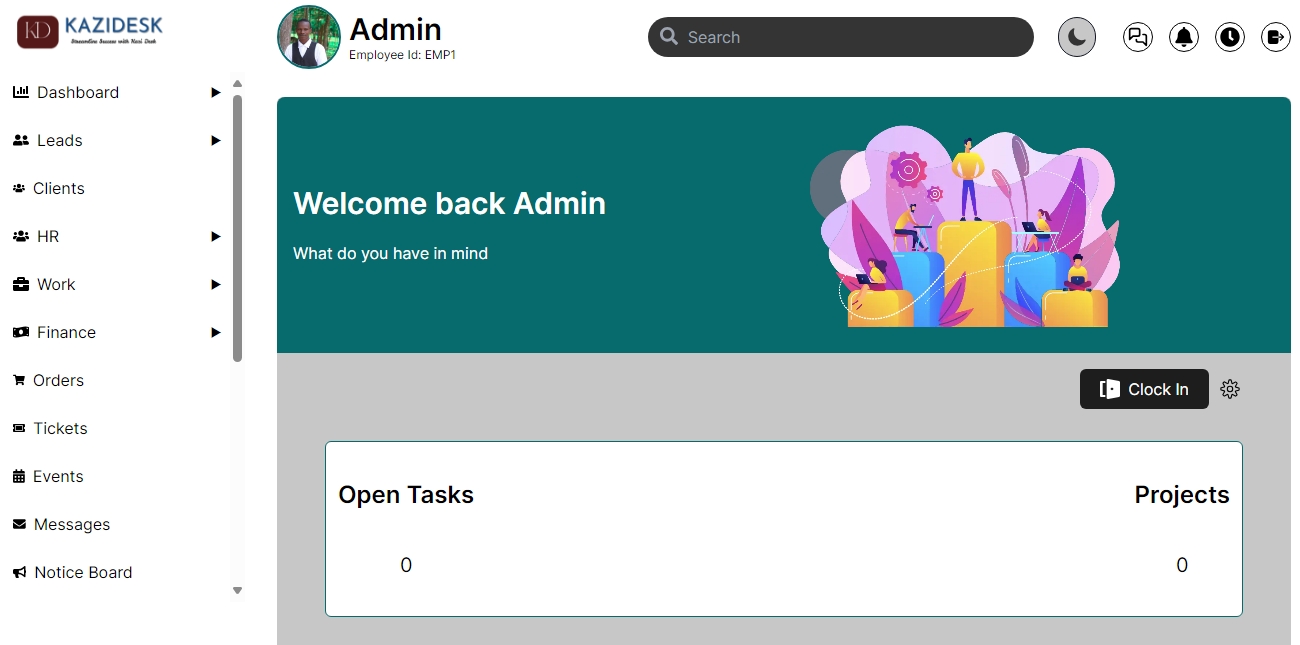 KD KAZIDESK
Streamline Success with Kazi Desk
Admin
Employee Id: EMP1
Search
Dashboard
Leads
Clients
HR
Work
Finance
Orders
Tickets
Events
Messages
Notice Board
Welcome back Admin
What do you have in mind
Clock In
Open Tasks
Projects
0
0